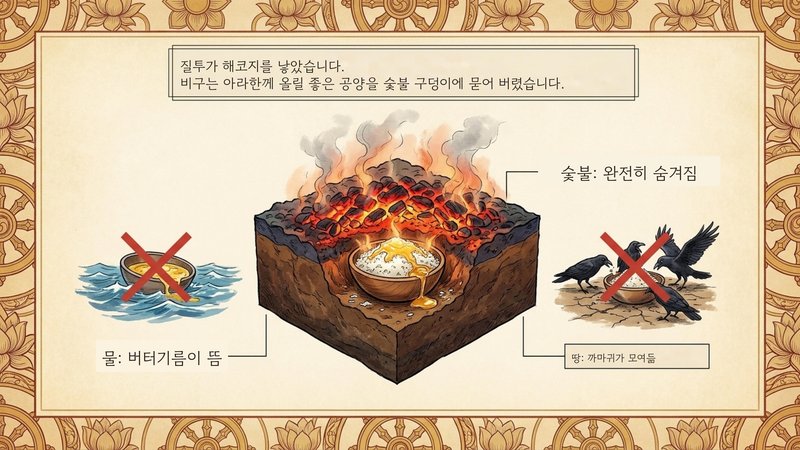 질투가 해코지를 낳았습니다.
비구는 아라한께 올릴 좋은 공양을 숯불 구덩이에 묻어 버렸습니다.
숯불: 완전히 숨겨짐
물: 버터기름이 뜸
땅: 까마귀가 모여듦